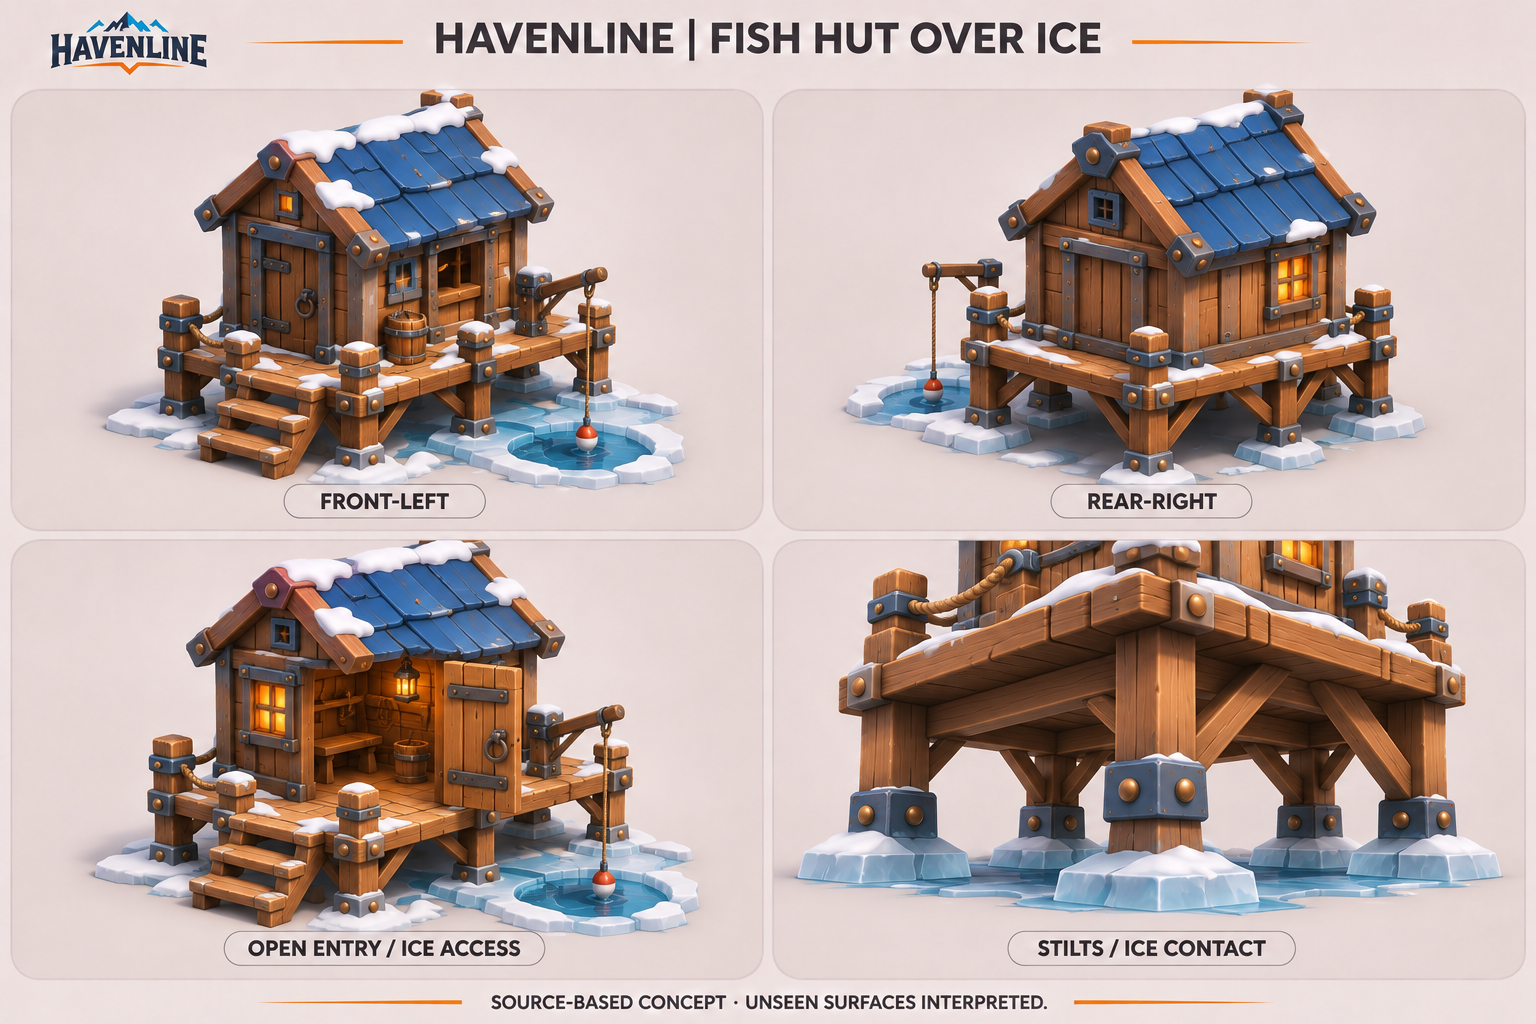 HAVENLINE
HAVENLINE | FISH HUT OVER ICE
FRONT-LEFT
REAR-RIGHT
OPEN ENTRY / ICE ACCESS
STILTS / ICE CONTACT
SOURCE-BASED CONCEPT · UNSEEN SURFACES INTERPRETED.